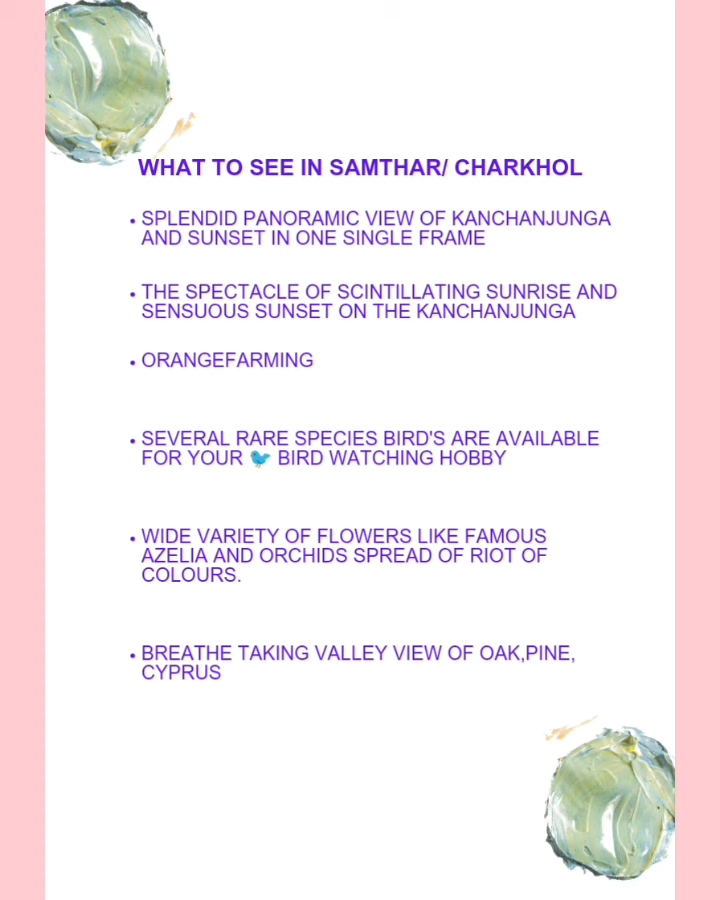 WHAT TO SEE IN SAMTHAR/ CHARKHOL
• SPLENDID PANORAMIC VIEW OF KANCHANJUNGA
AND SUNSET IN ONE SINGLE FRAME
• THE SPECTACLE OF SCINTILLATING SUNRISE AND
SENSUOUS SUNSET ON THE KANCHANJUNGA
• ORANGEFARMING
• SEVERAL RARE SPECIES BIRD'S ARE AVAILABLE
FOR YOUR 🐦 BIRD WATCHING HOBBY
• WIDE VARIETY OF FLOWERS LIKE FAMOUS
AZELIA AND ORCHIDS SPREAD OF RIOT OF
COLOURS.
• BREATHE TAKING VALLEY VIEW OF OAK,PINE,
CYPRUS